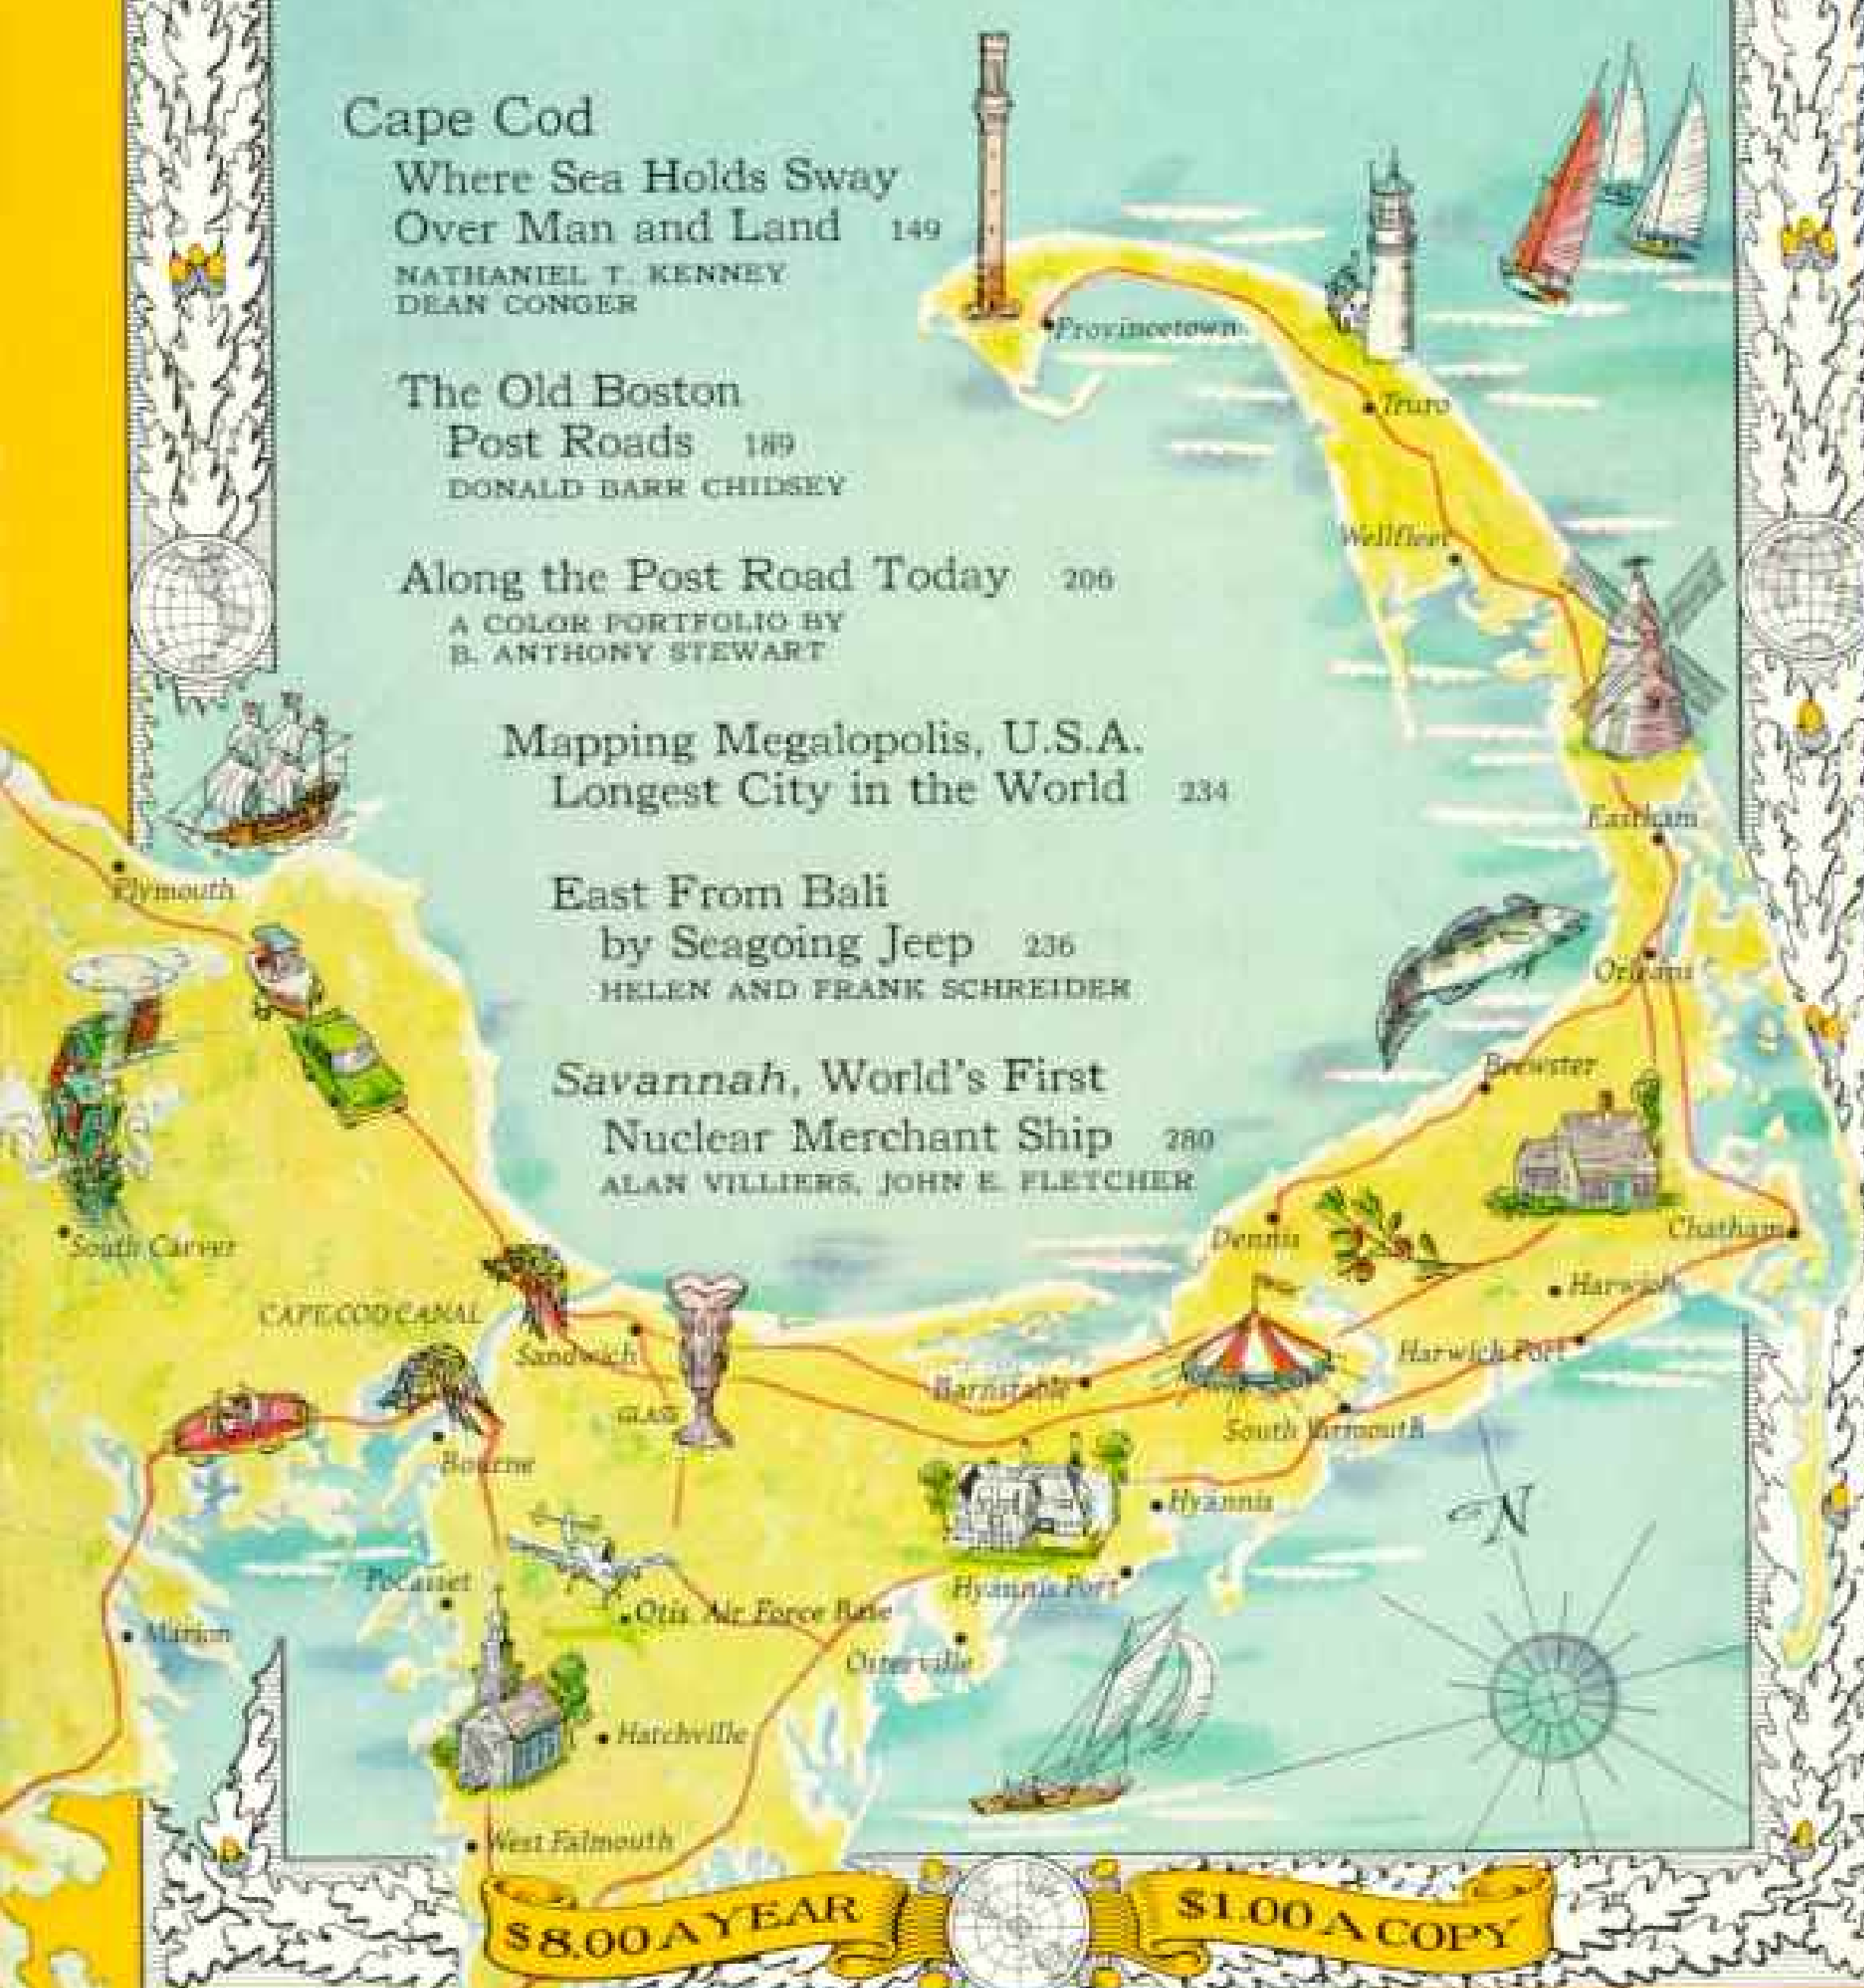 Cape Cod
Where Sea Holds Sway
Over Man and Land 149
NATHANIEL T. KENNEY
DEAN CONGER
Provincetown
The Old Boston
Truro
Post Roads 189
DONALD BARR CHIDSEY
Wellfleet
Along the Post Road Today 206
A COLOR PORTFOLIO BY
B. ANTHONY STEWART
Mapping Megalopolis, U.S.A.
Longest City in the World 234
Eastham
Plymouth
East From Bali
by Seagoing Jeep 236
Orleans
HELEN AND FRANK SCHREIDER
Brewster
Savannah, World's First
Nuclear Merchant Ship 280
ALAN VILLIERS, JOHN E. FLETCHER
South Carver
Dennis
Chatham
Harwich
CAPE COD CANAL
Sandwich
Harwich Port
Barnstable
GLASS
South Yarmouth
Bourne
Hyannis
N
Pocasset
Hyannis Port
Otis Air Force Base
Marion
Osterville
Hatchville
West Falmouth
$8.00 A YEAR
$1.00 A COPY